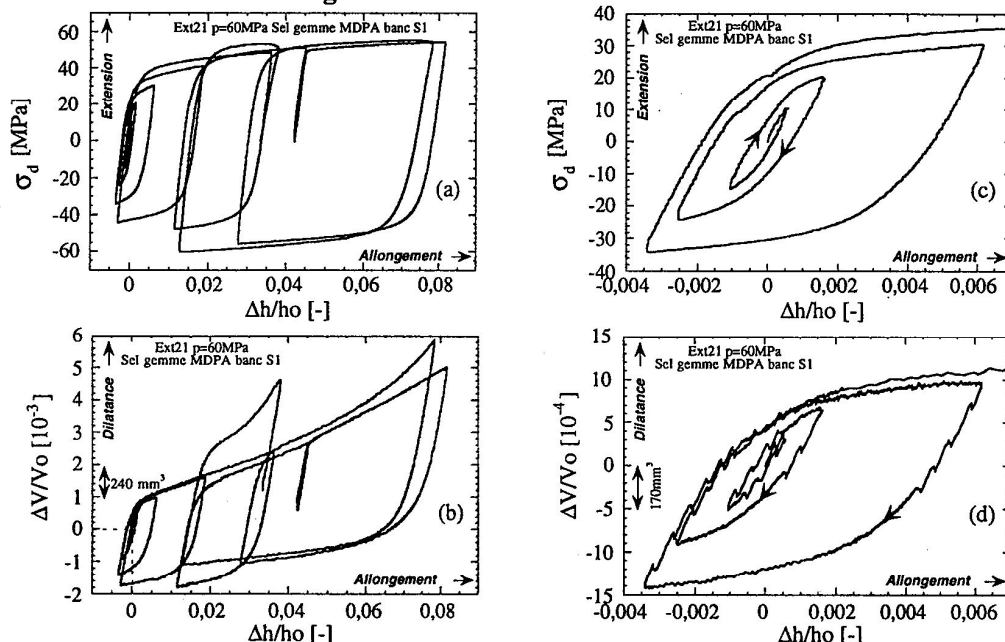 Ext21 p=60MPa Sel gemme MDPA banc S1
Extension
σd [MPa]
60
40
20
0
-20
-40
-60
(a)
Allongement
0 0,02 0,04 0,06 0,08
Δh/ho [-]
Ext21 p=60MPa
Sel gemme MDPA banc S1
Extension
σd [MPa]
40
30
20
10
0
-10
-20
-30
-40
(c)
Allongement
-0,004 -0,002 0 0,002 0,004 0,006
Δh/ho [-]
Ext21 p=60MPa
Sel gemme MDPA banc S1
Dilatance
ΔV/Vo [10⁻³]
6
5
4
3
2
1
0
-1
-2
240 mm³
(b)
Allongement
0 0,02 0,04 0,06 0,08
Δh/ho [-]
Ext21 p=60MPa
Sel gemme MDPA banc S1
Dilatance
ΔV/Vo [10⁻⁴]
15
10
5
0
-5
-10
-15
170mm³
(d)
Allongement
-0,004 -0,002 0 0,002 0,004 0,006
Δh/ho [-]